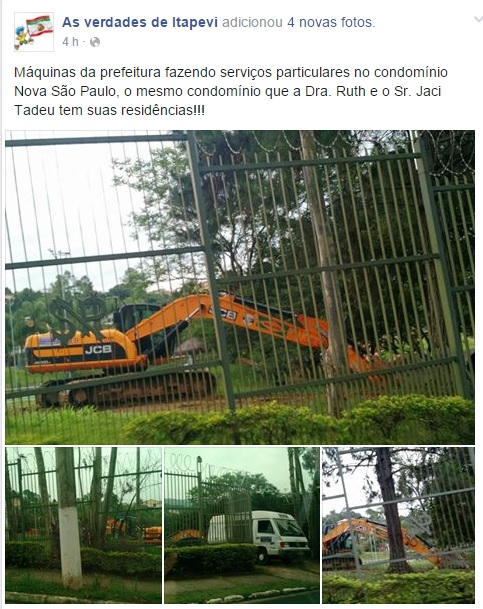 As verdades de Itapevi adicionou 4 novas fotos.
4 h ·
Máquinas da prefeitura fazendo serviços particulares no condomínio
Nova São Paulo, o mesmo condomínio que a Dra. Ruth e o Sr. Jaci
Tadeu tem suas residências!!!
JCB
JCB